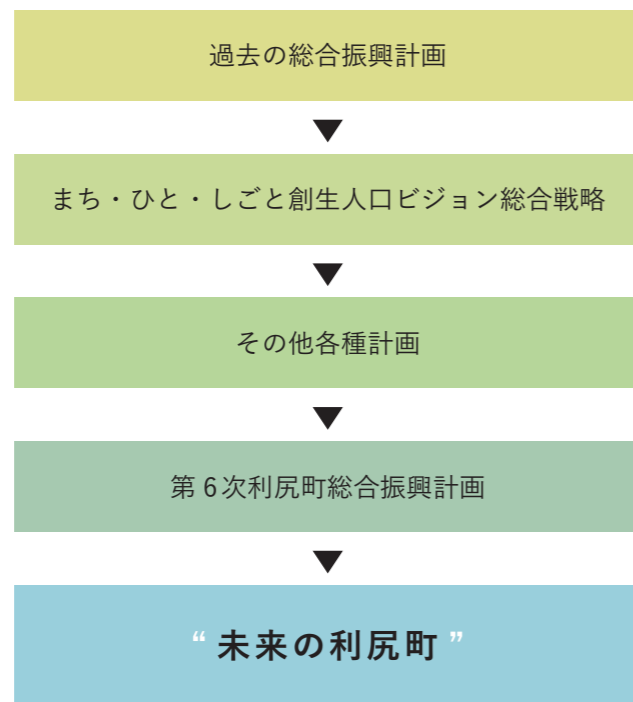 過去の総合振興計画
▼
まち・ひと・しごと創生人口ビジョン総合戦略
▼
その他各種計画
▼
第6次利尻町総合振興計画
▼
“未来の利尻町”